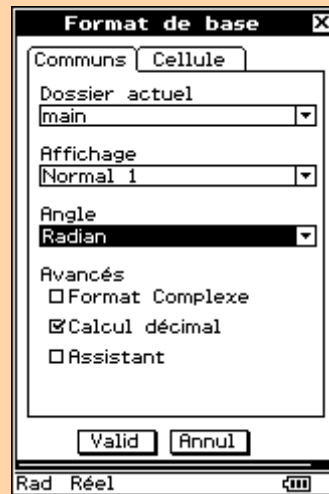 Format de base
Communs Cellule
Dossier actuel
main
Affichage
Normal 1
Angle
Radian
Avancés
Format Complexe
Calcul décimal
Assistant
Valid Annul
Rad Réel